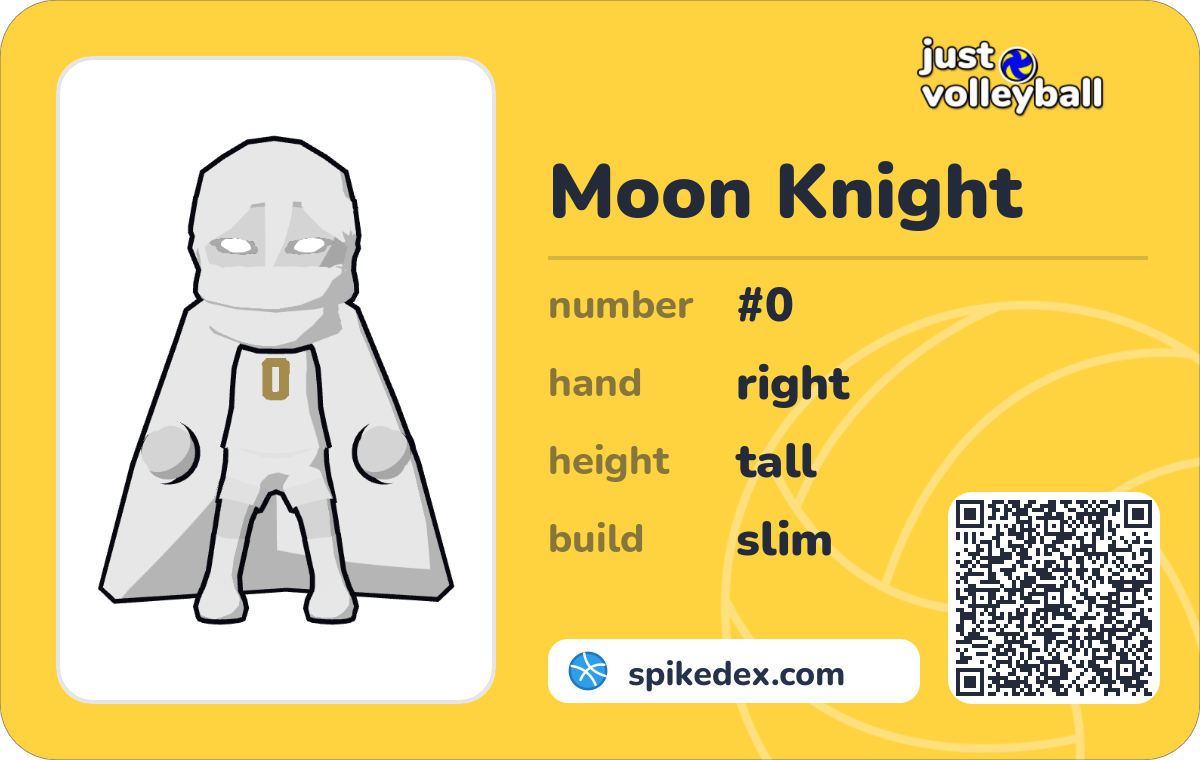 just
volleyball
Moon Knight
number #0
hand right
height tall
build slim
0
spikedex.com